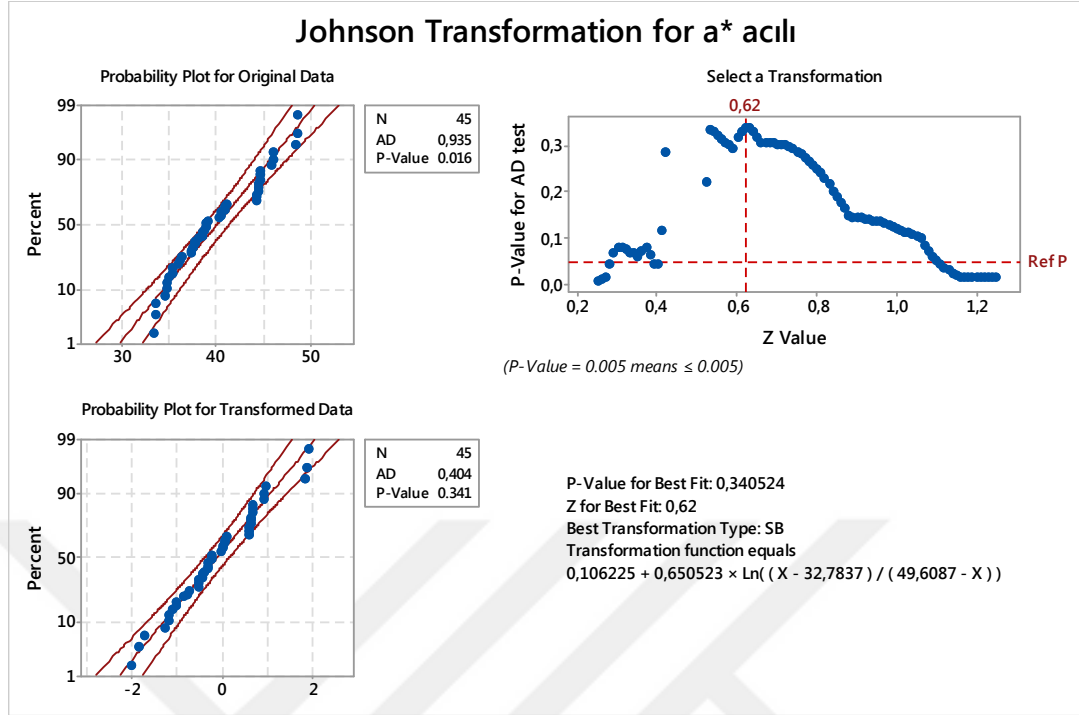 Johnson Transformation for a* acılı
Probability Plot for Original Data
99
90
50
10
1
Percent
30
40
50
N 45
AD 0,935
P-Value 0.016
Select a Transformation
0,62
0,3
0,2
0,1
0,0
P-Value for AD test
Ref P
0,2
0,4
0,6
0,8
1,0
1,2
Z Value
(P-Value = 0.005 means ≤ 0.005)
Probability Plot for Transformed Data
99
90
50
10
1
Percent
-2
0
2
N 45
AD 0,404
P-Value 0.341
P-Value for Best Fit: 0,340524
Z for Best Fit: 0,62
Best Transformation Type: SB
Transformation function equals
0,106225 + 0,650523 × Ln( ( X - 32,7837 ) / ( 49,6087 - X ) )